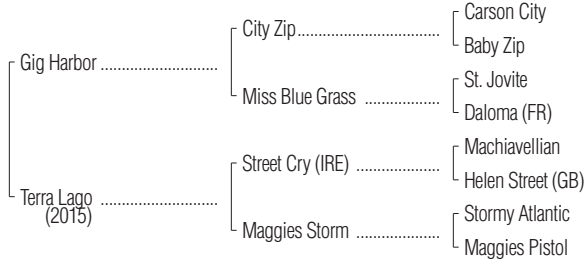 Carson City
City Zip..............................
Baby Zip
Gig Harbor .........................
St. Jovite
Miss Blue Grass ................
Daloma (FR)
Machiavellian
Street Cry (IRE) .................
Helen Street (GB)
Terra Lago .........................
(2015)
Stormy Atlantic
Maggies Storm ...................
Maggies Pistol